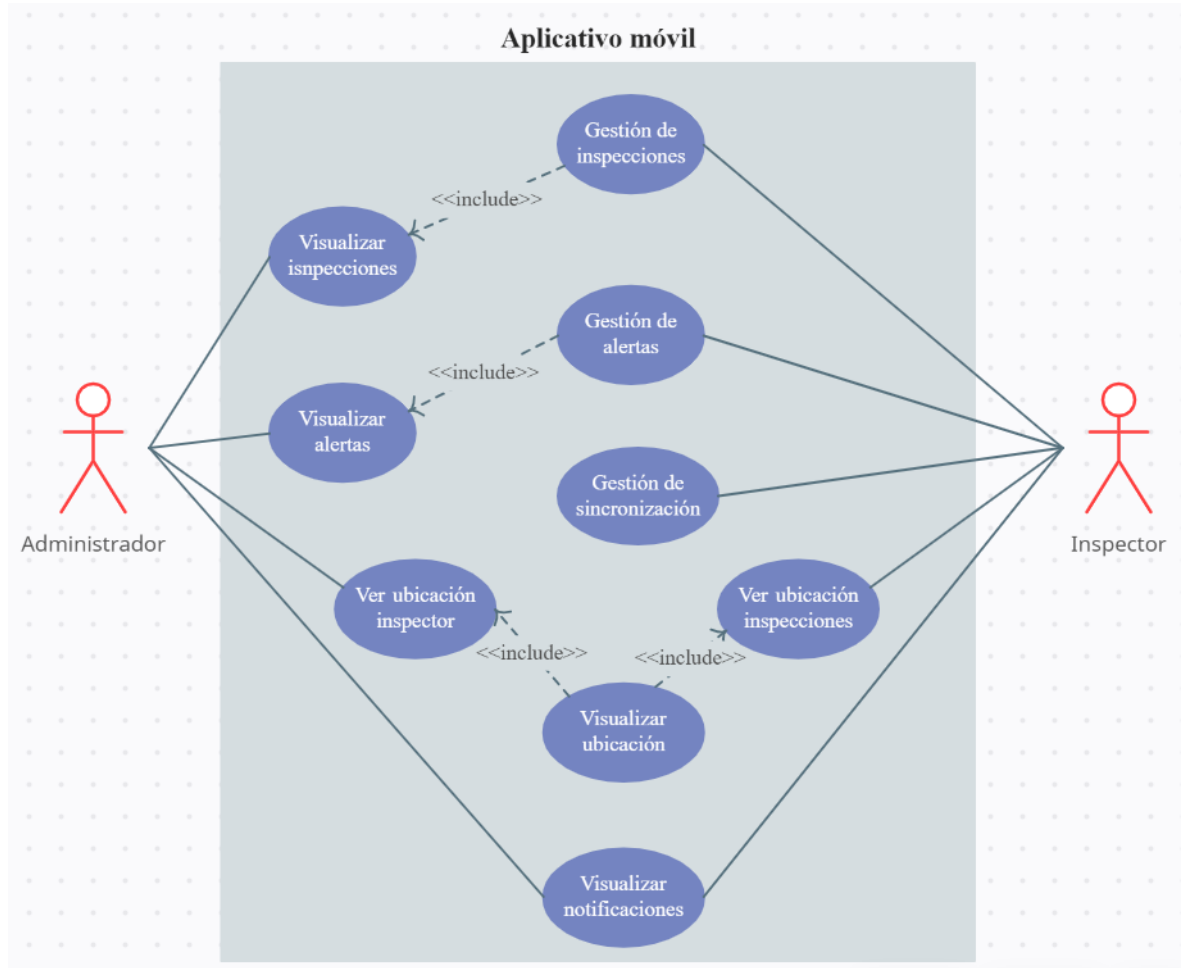 Aplicativo móvil
Gestión de
inspecciones
<<include>>
Visualizar
isnpecciones
Gestión de
alertas
<<include>>
Visualizar
alertas
Gestión de
sincronización
Administrador
Inspector
Ver ubicación
inspector
Ver ubicación
inspecciones
<<include>>
<<include>>
Visualizar
ubicación
Visualizar
notificaciones